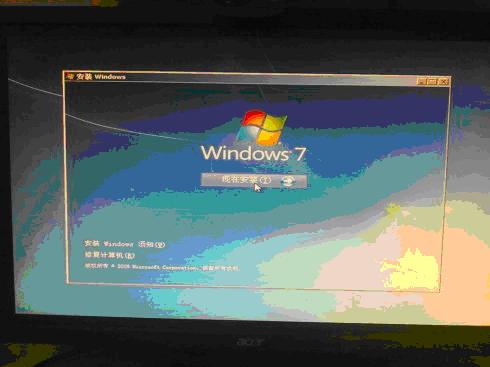 安装 Windows
Windows 7
现在安装(I)
安装 Windows 须知(W)
修复计算机(R)
版权所有 © 2009 Microsoft Corporation。保留所有权利。
acer